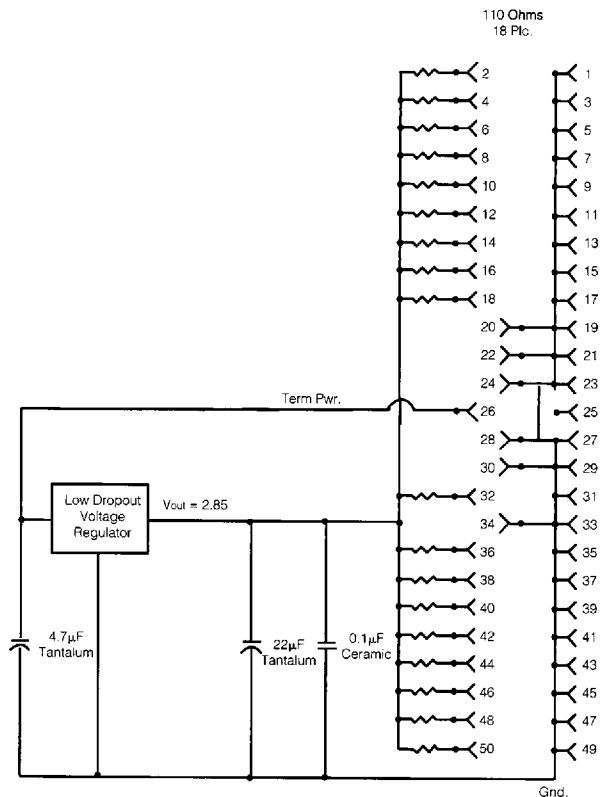 110 Ohms
18 Plc.
2 1
4 3
6 5
8 7
10 9
12 11
14 13
16 15
18 17
20 19
22 21
24 23
Term Pwr.
26 25
28 27
30 29
32 31
34 33
36 35
38 37
40 39
42 41
44 43
46 45
48 47
50 49
Low Dropout
Voltage
Regulator
Vout = 2.85
4.7µF
Tantalum
22µF
Tantalum
0.1µF
Ceramic
Gnd.